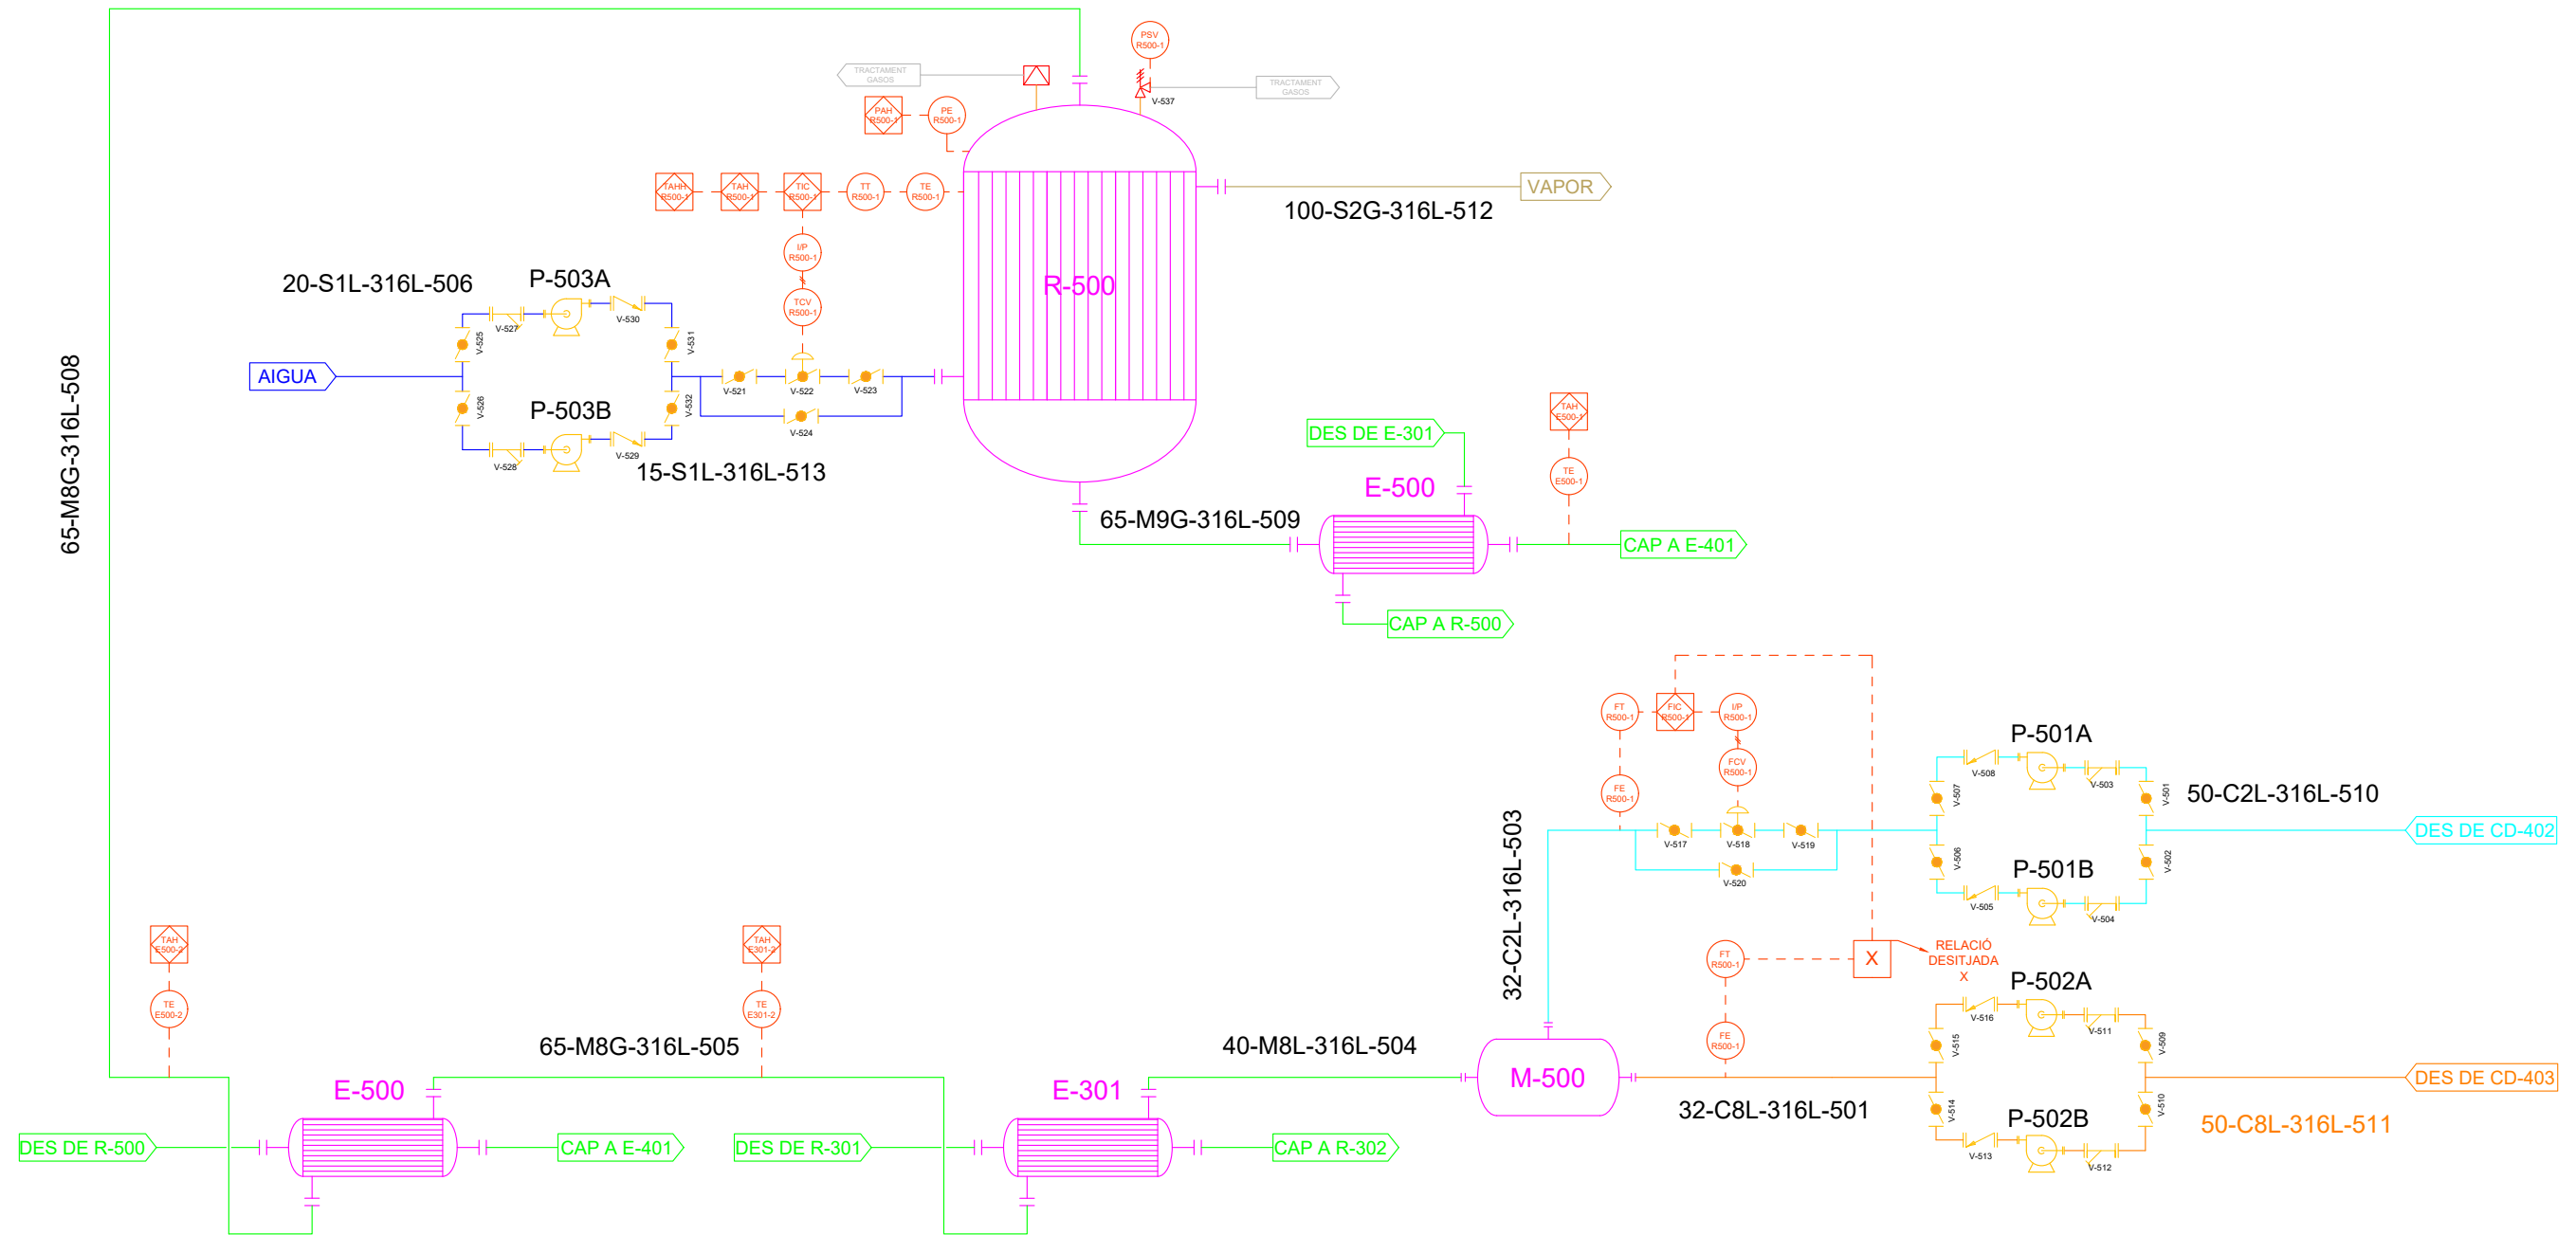 PSV
R500-1
TRACTAMENT
GASOS
TRACTAMENT
GASOS
V-537
PAH
R500-1
PE
R500-1
TAHH
R500-1
TAH
R500-1
TIC
R500-1
TT
R500-1
TE
R500-1
VAPOR
100-S2G-316L-512
I/P
R500-1
TCV
R500-1
R-500
20-S1L-316L-506
P-503A
V-527
V-530
V-525
V-531
AIGUA
V-521
V-522
V-523
V-526
V-532
P-503B
V-524
V-528
V-529
15-S1L-316L-513
65-M8G-316L-508
DES DE E-301
TAH
E500-1
TE
E500-1
E-500
65-M9G-316L-509
CAP A E-401
CAP A R-500
FT
R500-1
FIC
R500-1
I/P
R500-1
FCV
R500-1
FE
R500-1
P-501A
V-508
V-503
V-507
V-501
50-C2L-316L-510
DES DE CD-402
V-517
V-518
V-519
V-520
V-506
V-502
P-501B
V-505
V-504
32-C2L-316L-503
FT
R500-1
X
RELACIÓ
DESITJADA
X
FE
R500-1
P-502A
V-516
V-511
V-515
V-509
DES DE CD-403
V-514
V-510
P-502B
V-513
V-512
50-C8L-316L-511
32-C8L-316L-501
M-500
40-M8L-316L-504
TAH
E500-2
TE
E500-2
TAH
E301-2
TE
E301-2
65-M8G-316L-505
E-500
E-301
DES DE R-500
CAP A E-401
DES DE R-301
CAP A R-302